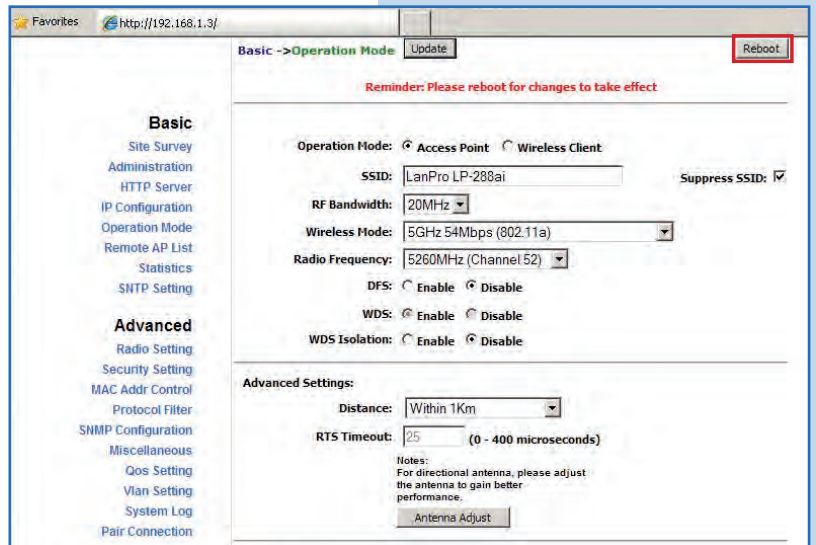 Favorites http://192.168.1.3/
Basic ->Operation Mode Update Reboot
Reminder: Please reboot for changes to take effect
Basic
Site Survey
Administration
HTTP Server
IP Configuration
Operation Mode
Remote AP List
Statistics
SNTP Setting
Advanced
Radio Setting
Security Setting
MAC Addr Control
Protocol Filter
SNMP Configuration
Miscellaneous
Qos Setting
Vlan Setting
System Log
Pair Connection
Operation Mode: Access Point Wireless Client
SSID: LanPro LP-288ai Suppress SSID:
RF Bandwidth: 20MHz
Wireless Mode: 5GHz 54Mbps (802.11a)
Radio Frequency: 5260MHz (Channel 52)
DFS: Enable Disable
WDS: Enable Disable
WDS Isolation: Enable Disable
Advanced Settings:
Distance: Within 1Km
RTS Timeout: 25 (0 - 400 microseconds)
Notes:
For directional antenna, please adjust
the antenna to gain better
performance.
Antenna Adjust